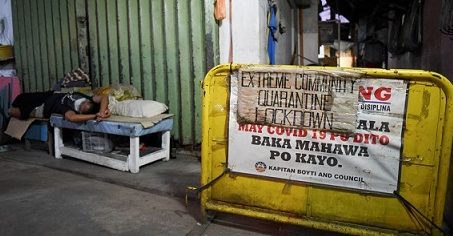 EXTREME COMMUNITY
QUARANTINE
LOCKDOWN
NG
DISIPLINA
ALA
MAY COVID 19 PO DITO
BAKA MAHAWA
PO KAYO.
KAPITAN BOYTI AND COUNCIL